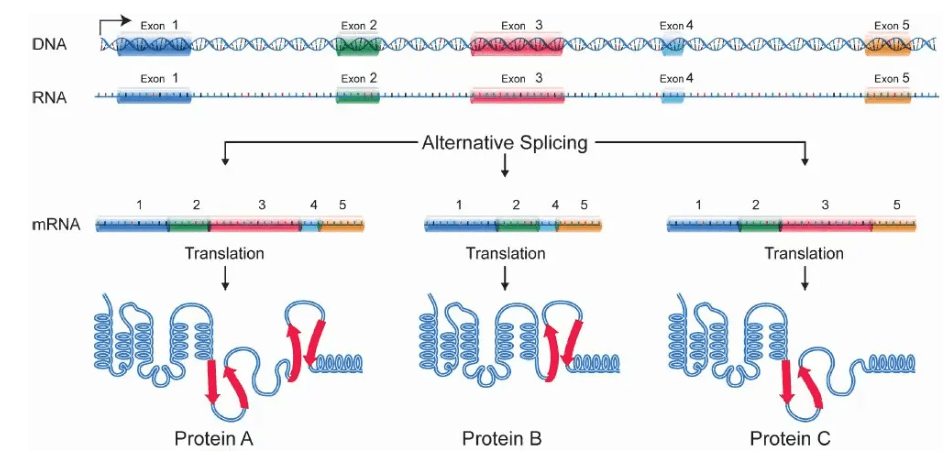 Exon 1 Exon 2 Exon 3 Exon 4 Exon 5
DNA
Exon 1 Exon 2 Exon 3 Exon 4 Exon 5
RNA
Alternative Splicing
1 2 3 4 5 1 2 4 5 1 2 3 5
mRNA
Translation Translation Translation
Protein A Protein B Protein C